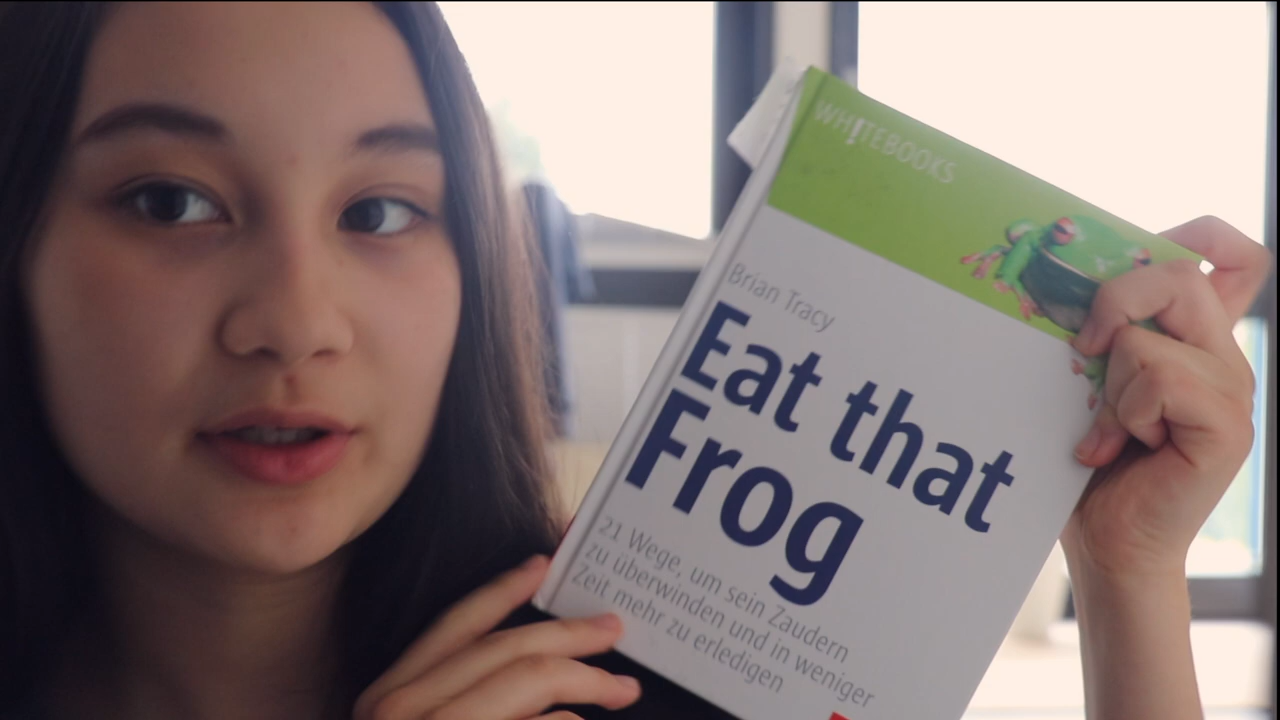 WHITEBOOKS
Brian Tracy
Eat that
Frog
21 Wege, um sein Zaudern
zu überwinden und in weniger
Zeit mehr zu erledigen